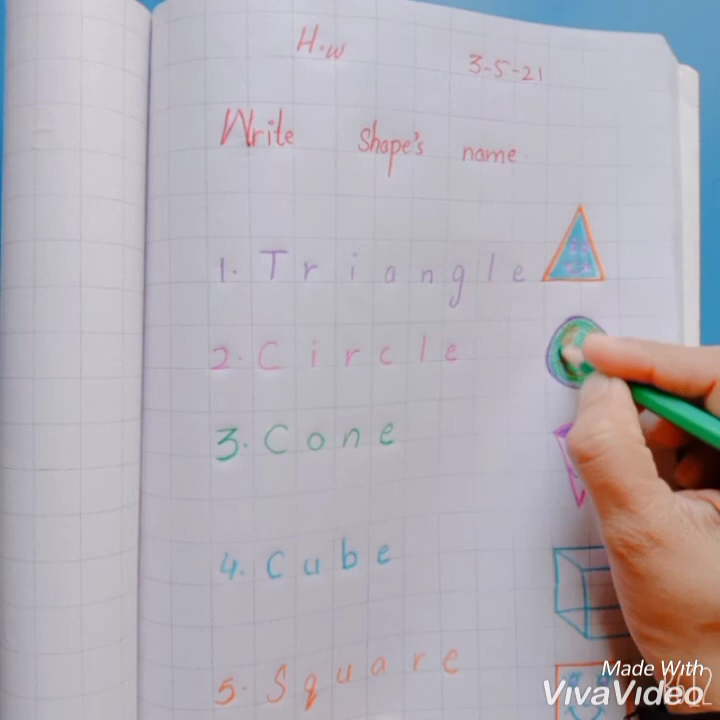 H.w 3-5-21
Write Shape's name.
1. Triangle
2. Circle
3. Cone
4. Cube
5. Square
Made With
VivaVideo